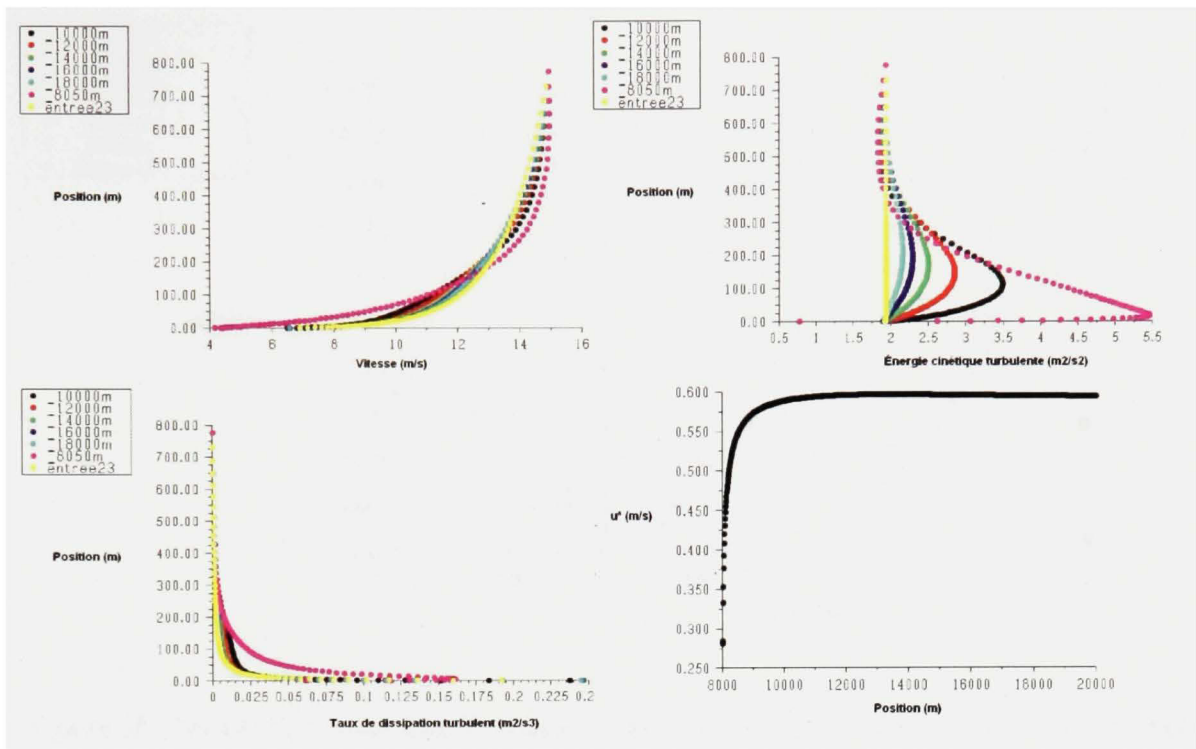 _-10000m
_-12000m
_-14000m
_-16000m
_-18000m
_-8050m
entree23
800.00
700.00
600.00
500.00
400.00
300.00
200.00
100.00
0.00
Position (m)
4 6 8 10 12 14 16
Vitesse (m/s)
_-10000m
_-12000m
_-14000m
_-16000m
_-18000m
_-8050m
entree23
800.00
700.00
600.00
500.00
400.00
300.00
200.00
100.00
0.00
Position (m)
0.5 1 1.5 2 2.5 3 3.5 4 4.5 5 5.5
Énergie cinétique turbulente (m2/s2)
_-10000m
_-12000m
_-14000m
_-16000m
_-18000m
_-8050m
entree23
800.00
700.00
600.00
500.00
400.00
300.00
200.00
100.00
0.00
Position (m)
0 0.025 0.05 0.075 0.1 0.125 0.15 0.175 0.2 0.2
Taux de dissipation turbulent (m2/s3)
0.600
0.550
0.500
0.450
0.400
0.350
0.300
0.250
u* (m/s)
8000 10000 12000 14000 16000 18000 20000
Position (m)